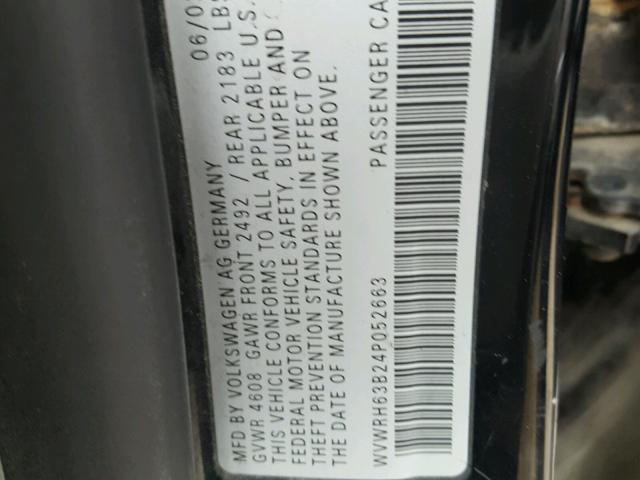 MFD BY VOLKSWAGEN AG GERMANY 06/0
GVWR 4608 GAWR FRONT 2492 / REAR 2183 LBS
THIS VEHICLE CONFORMS TO ALL APPLICABLE U.S.
FEDERAL MOTOR VEHICLE SAFETY, BUMPER AND
THEFT PREVENTION STANDARDS IN EFFECT ON
THE DATE OF MANUFACTURE SHOWN ABOVE.
WVWRH63B24P052663 PASSENGER CA